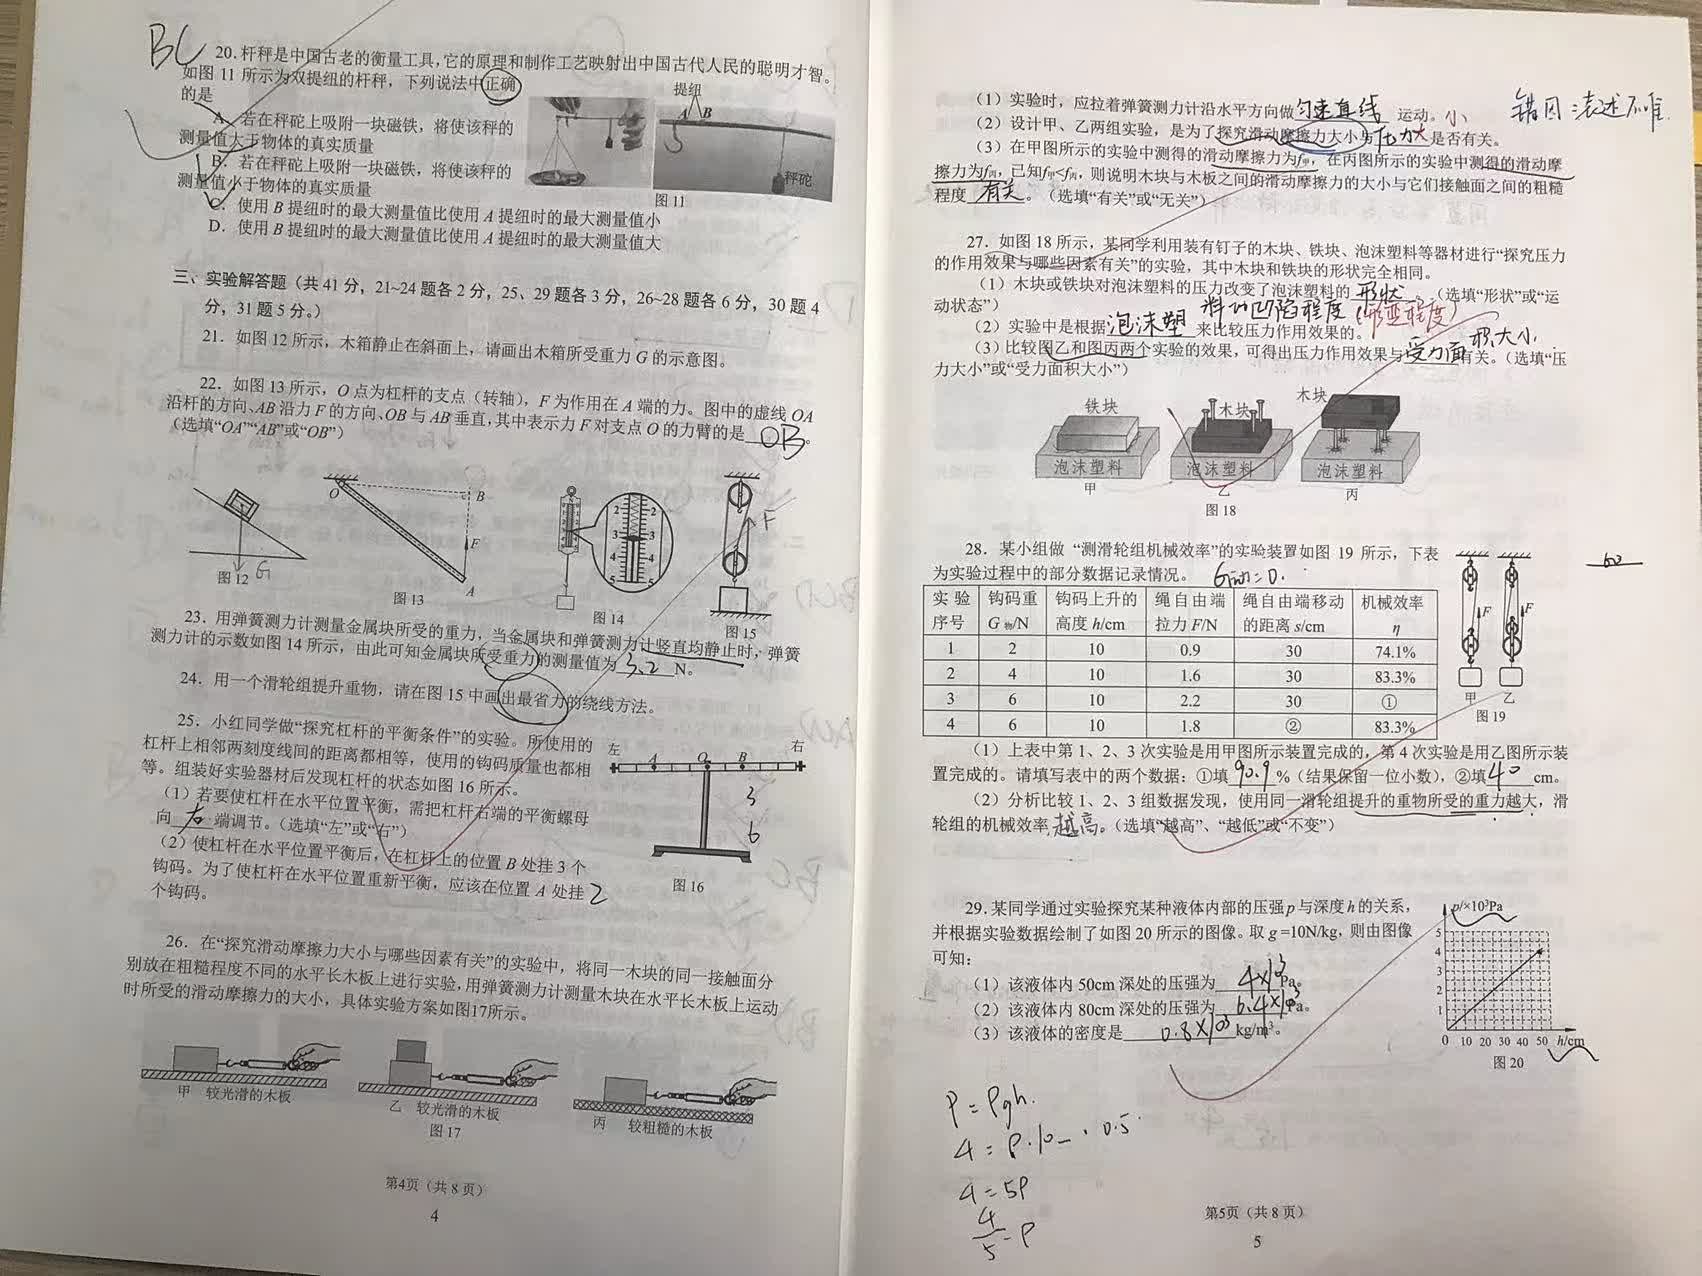 BC
20.杆秤是中国古老的衡量工具,它的原理和制作工艺映射出中国古代人民的聪明才智。
如图 11 所示为双提纽的杆秤，下列说法中正确
的是
A. 若在秤砣上吸附一块磁铁，将使该秤的
测量值大于物体的真实质量
B. 若在秤砣上吸附一块磁铁，将使该秤的
测量值小于物体的真实质量
C. 使用 B 提纽时的最大测量值比使用 A 提纽时的最大测量值小
D. 使用 B 提纽时的最大测量值比使用 A 提纽时的最大测量值大
提纽
A B
秤砣
图 11
三、实验解答题（共 41 分，21~24 题各 2 分，25、29 题各 3 分，26~28 题各 6 分，30 题 4
分，31 题 5 分。）
21. 如图 12 所示，木箱静止在斜面上，请画出木箱所受重力 G 的示意图。
22. 如图 13 所示，O 点为杠杆的支点（转轴），F 为作用在 A 端的力。图中的虚线 OA
沿杆的方向、AB 沿力 F 的方向、OB 与 AB 垂直,其中表示力 F 对支点 O 的力臂的是 OB 。
（选填“OA”“AB”或“OB”）
G
图 12
O
B
F
A
图 13
2 2
3 3
4 4
5 5
图 14
F
图 15
23. 用弹簧测力计测量金属块所受的重力，当金属块和弹簧测力计竖直均静止时，弹簧
测力计的示数如图 14 所示，由此可知金属块所受重力的测量值为 3.2 N。
24. 用一个滑轮组提升重物，请在图 15 中画出最省力的绕线方法。
25. 小红同学做“探究杠杆的平衡条件”的实验。所使用的
杠杆上相邻两刻度线间的距离都相等，使用的钩码质量也都相
等。组装好实验器材后发现杠杆的状态如图 16 所示。
（1）若要使杠杆在水平位置平衡，需把杠杆右端的平衡螺母
向 右 端调节。（选填“左”或“右”）
（2）使杠杆在水平位置平衡后，在杠杆上的位置 B 处挂 3 个
钩码。为了使杠杆在水平位置重新平衡，应该在位置 A 处挂 2
个钩码。
左 右
A O B
3
6
图 16
26. 在“探究滑动摩擦力大小与哪些因素有关”的实验中，将同一木块的同一接触面分
别放在粗糙程度不同的水平长木板上进行实验,用弹簧测力计测量木块在水平长木板上运动
时所受的滑动摩擦力的大小，具体实验方案如图17所示。
甲 较光滑的木板
乙 较光滑的木板
丙 较粗糙的木板
图 17
第4页（共 8 页）
4
（1）实验时，应拉着弹簧测力计沿水平方向做 匀速直线 运动。
（2）设计甲、乙两组实验，是为了探究滑动摩擦力大小与 压力大小 是否有关。
（3）在甲图所示的实验中测得的滑动摩擦力为f甲，在丙图所示的实验中测得的滑动摩
擦力为f丙，已知f甲<f丙，则说明木块与木板之间的滑动摩擦力的大小与它们接触面之间的粗糙
程度 有关 。（选填“有关”或“无关”）
错因：表述不准
27. 如图 18 所示，某同学利用装有钉子的木块、铁块、泡沫塑料等器材进行“探究压力
的作用效果与哪些因素有关”的实验，其中木块和铁块的形状完全相同。
（1）木块或铁块对泡沫塑料的压力改变了泡沫塑料的 形状 。（选填“形状”或“运
动状态”）
（2）实验中是根据 泡沫塑料的凹陷程度(形变程度) 来比较压力作用效果的。
（3）比较图乙和图丙两个实验的效果，可得出压力作用效果与 受力面积大小 有关。（选填“压
力大小”或“受力面积大小”）
铁块
泡沫塑料
甲
木块
泡沫塑料
乙
木块
泡沫塑料
丙
图 18
28. 某小组做“测滑轮组机械效率”的实验装置如图 19 所示，下表
为实验过程中的部分数据记录情况。 G动=0.
60
实验序号 钩码重G物/N 钩码上升的高度 h/cm 绳自由端拉力 F/N 绳自由端移动的距离 s/cm 机械效率η
1 2 10 0.9 30 74.1%
2 4 10 1.6 30 83.3%
3 6 10 2.2 30 ①
4 6 10 1.8 ② 83.3%
F F
甲 乙
图 19
（1）上表中第 1、2、3 次实验是用甲图所示装置完成的，第 4 次实验是用乙图所示装
置完成的。请填写表中的两个数据：①填 90.9 %（结果保留一位小数），②填 40 cm。
（2）分析比较 1、2、3 组数据发现，使用同一滑轮组提升的重物所受的重力越大，滑
轮组的机械效率 越高 。（选填“越高”、“越低”或“不变”）
29. 某同学通过实验探究某种液体内部的压强 p 与深度 h 的关系，
并根据实验数据绘制了如图 20 所示的图像。取 g =10N/kg，则由图像
可知：
（1）该液体内 50cm 深处的压强为 4×10³ Pa。
（2）该液体内 80cm 深处的压强为 6.4×10³ Pa。
（3）该液体的密度是 0.8×10³ kg/m³。
p/×10³Pa
5
4
3
2
1
0 10 20 30 40 50 h/cm
图 20
P=ρgh.
4=ρ·10 · 0.5
4=5ρ
4/5=ρ
第5页（共 8 页）
5